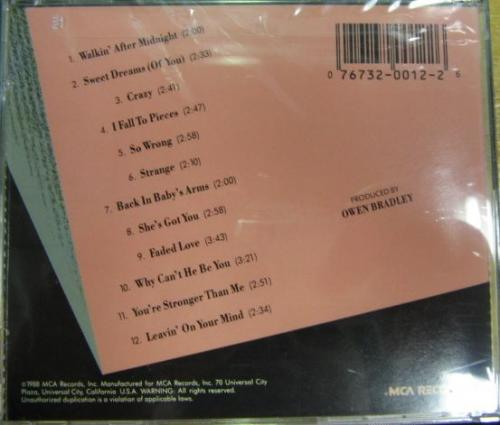 1. Walkin' After Midnight (2:00)
2. Sweet Dreams (Of You) (2:33)
3. Crazy (2:41)
4. I Fall To Pieces (2:47)
5. So Wrong (2:58)
6. Strange (2:10)
7. Back In Baby's Arms (2:00)
8. She's Got You (2:58)
9. Faded Love (3:43)
10. Why Can't He Be You (3:21)
11. You're Stronger Than Me (2:51)
12. Leavin' On Your Mind (2:34)
0 76732-0012-2 6
PRODUCED BY
OWEN BRADLEY
©1988 MCA Records, Inc. Manufactured for MCA Records, Inc. 70 Universal City
Plaza, Universal City, California U.S.A. WARNING: All rights reserved.
Unauthorized duplication is a violation of applicable laws.
MCA RECO